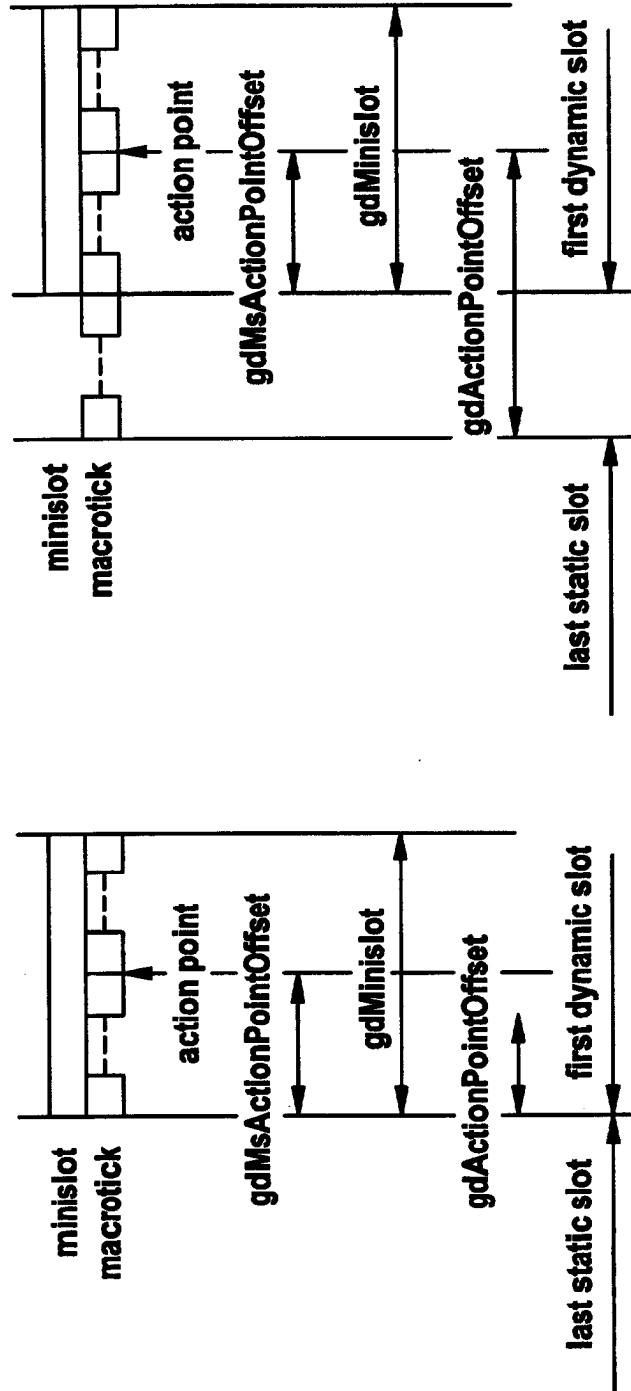 minislot
macrotick
action point
gdMsActionPointOffset
gdMinislot
gdActionPointOffset
last static slot
first dynamic slot
minislot
macrotick
action point
gdMsActionPointOffset
gdMinislot
gdActionPointOffset
last static slot
first dynamic slot